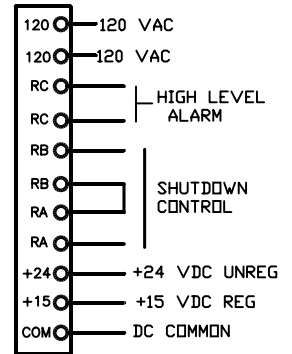 120 120 VAC
120 120 VAC
RC
HIGH LEVEL
ALARM
RC
RB
RB
SHUTDOWN
CONTROL
RA
RA
+24 +24 VDC UNREG
+15 +15 VDC REG
COM DC COMMON